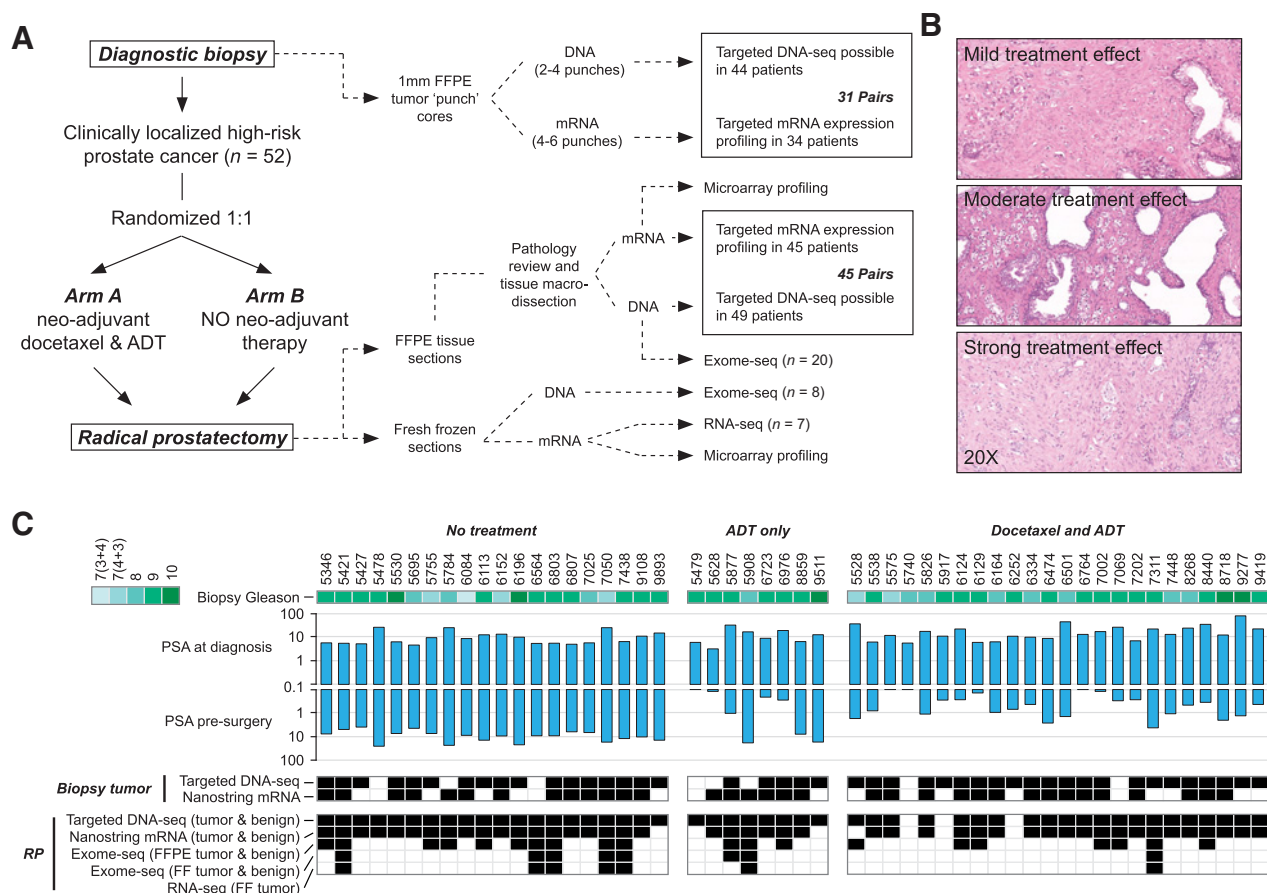 A
Diagnostic biopsy
Clinically localized high-risk
prostate cancer (n = 52)
Randomized 1:1
Arm A
neo-adjuvant
docetaxel & ADT
Arm B
NO neo-adjuvant
therapy
Radical prostatectomy
1mm FFPE
tumor ‘punch’
cores
DNA
(2-4 punches)
mRNA
(4-6 punches)
Targeted DNA-seq possible
in 44 patients
31 Pairs
Targeted mRNA expression
profiling in 34 patients
FFPE tissue
sections
Pathology
review and
tissue macro-
dissection
mRNA
DNA
Microarray profiling
Targeted mRNA expression
profiling in 45 patients
45 Pairs
Targeted DNA-seq possible
in 49 patients
Exome-seq (n = 20)
Fresh frozen
sections
DNA
mRNA
Exome-seq (n = 8)
RNA-seq (n = 7)
Microarray profiling
B
Mild treatment effect
Moderate treatment effect
Strong treatment effect
20X
C
7(3+4)
7(4+3)
8
9
10
No treatment
5346 5421 5427 5478 5530 5695 5755 5784 6084 6113 6152 6196 6564 6803 6807 7025 7050 7438 9108 9893
ADT only
5479 5628 5877 5908 6723 6976 8859 9511
Docetaxel and ADT
5528 5538 5575 5740 5826 5917 6124 6129 6164 6251 6334 6474 6501 6764 7002 7069 7202 7311 7448 8268 8440 8718 9277 9419
Biopsy Gleason
PSA at diagnosis
100
10
1
0.1
PSA pre-surgery
1
10
100
Biopsy tumor
Targeted DNA-seq
Nanostring mRNA
RP
Targeted DNA-seq (tumor & benign)
Nanostring mRNA (tumor & benign)
Exome-seq (FFPE tumor & benign)
Exome-seq (FF tumor & benign)
RNA-seq (FF tumor)